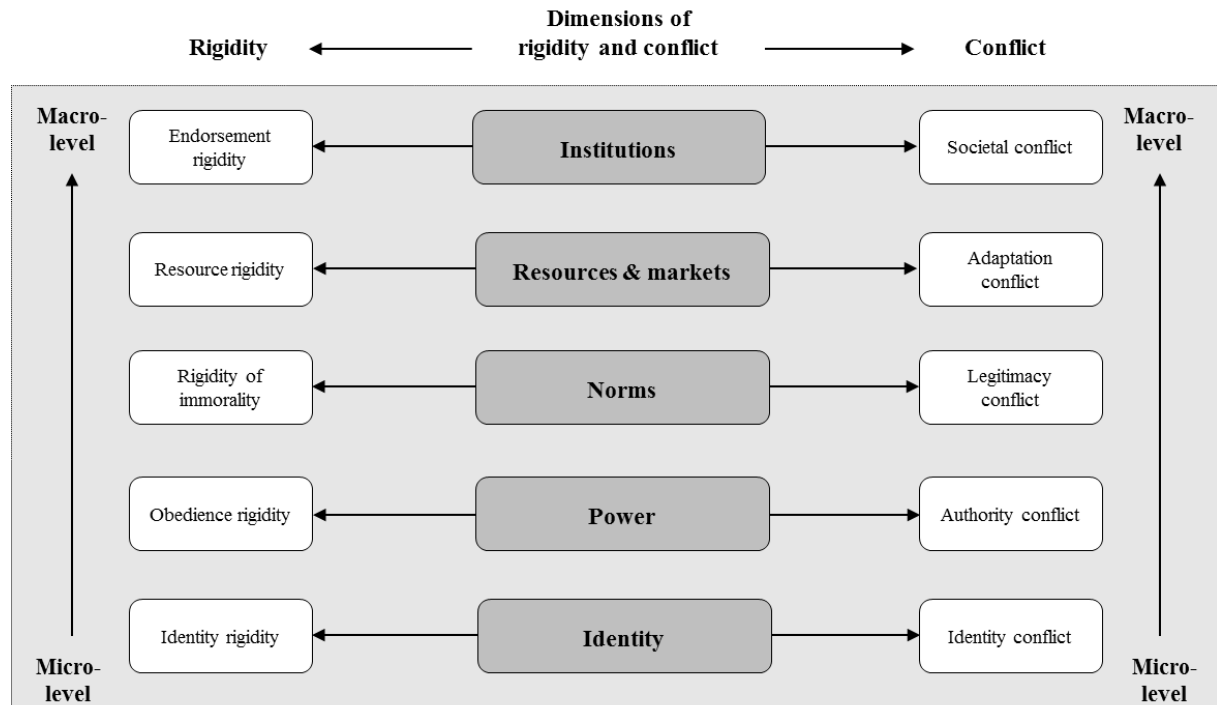 Dimensions of
Rigidity
rigidity and conflict
Conflict
Macro-
level
Endorsement
rigidity
Institutions
Societal conflict
Macro-
level
Resource rigidity
Resources & markets
Adaptation
conflict
Rigidity of
immorality
Norms
Legitimacy
conflict
Obedience rigidity
Power
Authority conflict
Identity rigidity
Identity
Identity conflict
Micro-
level
Micro-
level